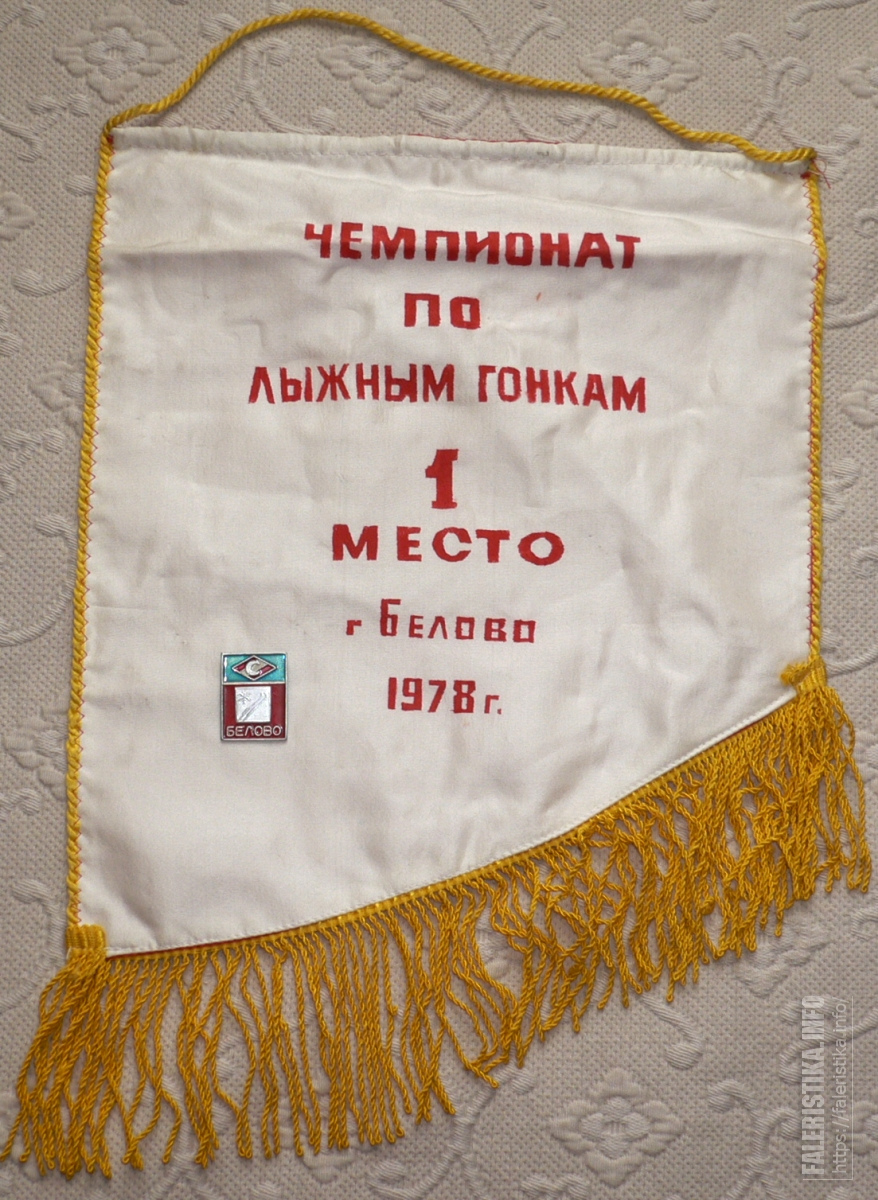 ЧЕМПИОНАТ
ПО
ЛЫЖНЫМ ГОНКАМ
1
МЕСТО
г БЕЛОВО
1978 г.
С
БЕЛОВО
FALERISTIKA.INFO
https://faleristika.info/